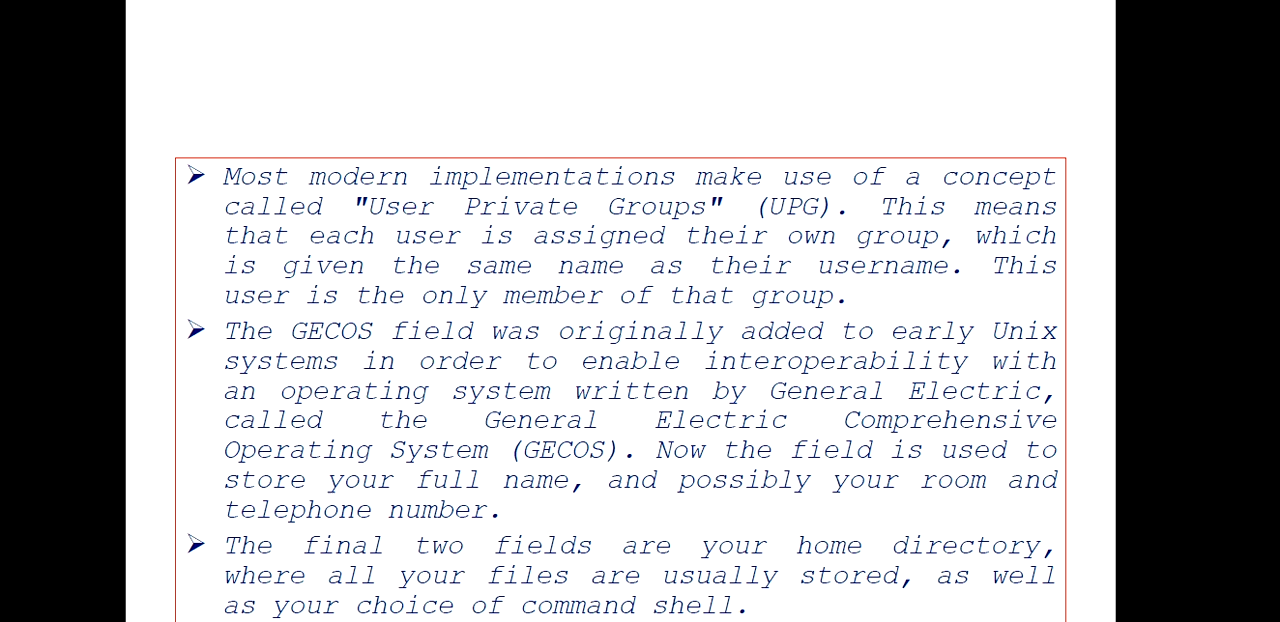 ➢ Most modern implementations make use of a concept
called "User Private Groups" (UPG). This means
that each user is assigned their own group, which
is given the same name as their username. This
user is the only member of that group.
➢ The GECOS field was originally added to early Unix
systems in order to enable interoperability with
an operating system written by General Electric,
called the General Electric Comprehensive
Operating System (GECOS). Now the field is used to
store your full name, and possibly your room and
telephone number.
➢ The final two fields are your home directory,
where all your files are usually stored, as well
as your choice of command shell.